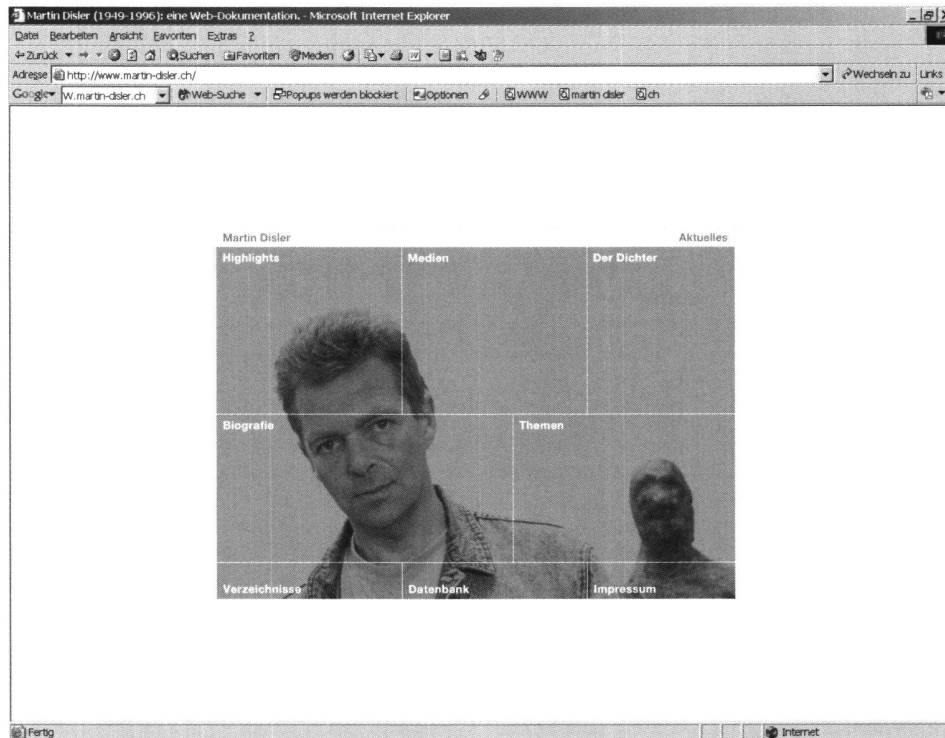 Martin Disler (1949-1996): eine Web-Dokumentation. - Microsoft Internet Explorer
Datei Bearbeiten Ansicht Favoriten Extras ?
Zurück Suchen Favoriten Medien
Adresse http://www.martin-disler.ch/ Wechseln zu Links
Google W.martin-disler.ch Web-Suche Popups werden blockiert Optionen WWW martin disler ch
Martin Disler Aktuelles
Highlights Medien Der Dichter
Biografie Themen
Verzeichnisse Datenbank Impressum
Fertig Internet